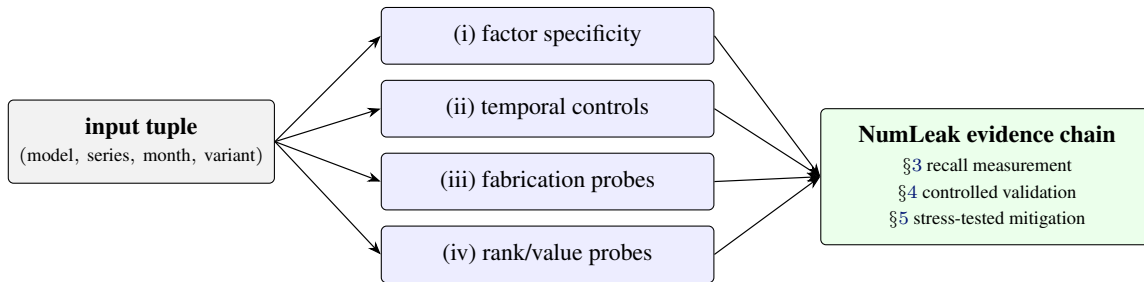 input tuple
(model, series, month, variant)
(i) factor specificity
(ii) temporal controls
(iii) fabrication probes
(iv) rank/value probes
NumLeak evidence chain
§3 recall measurement
§4 controlled validation
§5 stress-tested mitigation